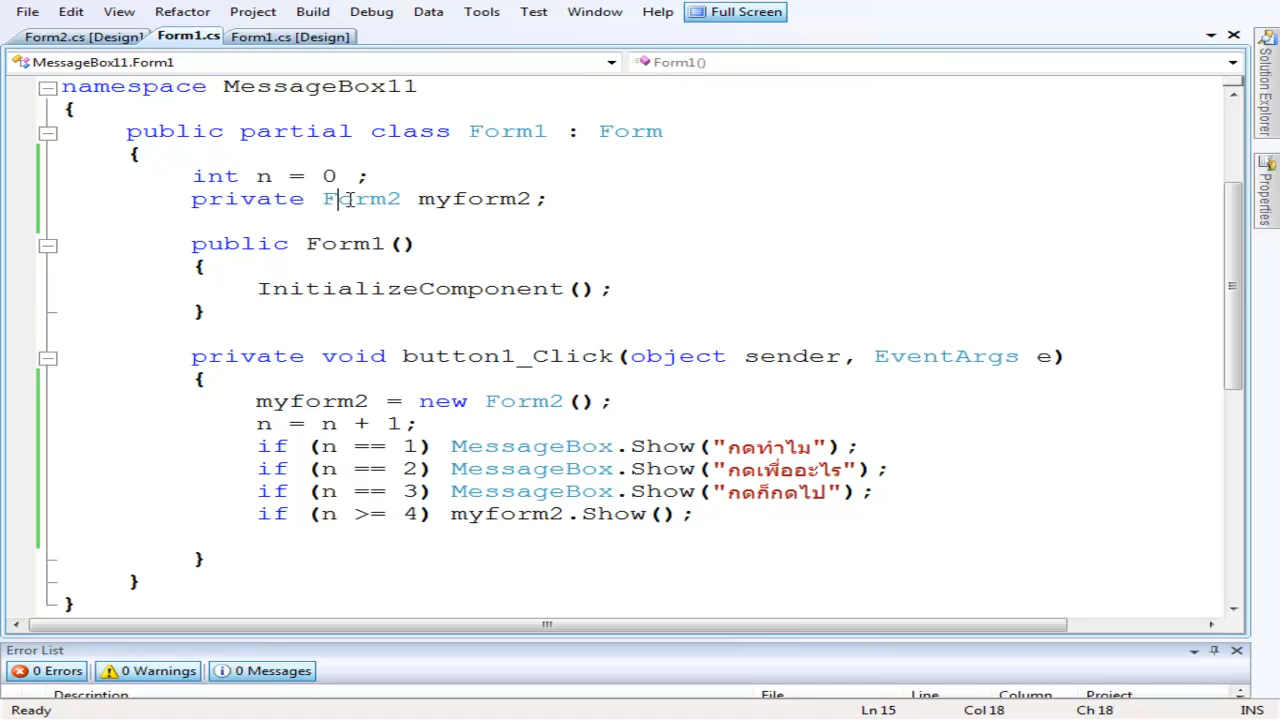 File Edit View Refactor Project Build Debug Data Tools Test Window Help Full Screen
Form2.cs [Design] Form1.cs Form1.cs [Design]
MessageBox11.Form1 Form1()
namespace MessageBox11
{
public partial class Form1 : Form
{
int n = 0 ;
private Form2 myform2;
public Form1()
{
InitializeComponent();
}
private void button1_Click(object sender, EventArgs e)
{
myform2 = new Form2();
n = n + 1;
if (n == 1) MessageBox.Show("กดทำไม");
if (n == 2) MessageBox.Show("กดเพื่ออะไร");
if (n == 3) MessageBox.Show("กดก็กดไป");
if (n >= 4) myform2.Show();
}
}
}
Solution Explorer
Properties
Error List
0 Errors 0 Warnings 0 Messages
Description File Line Column Project
Ready Ln 15 Col 18 Ch 18 INS